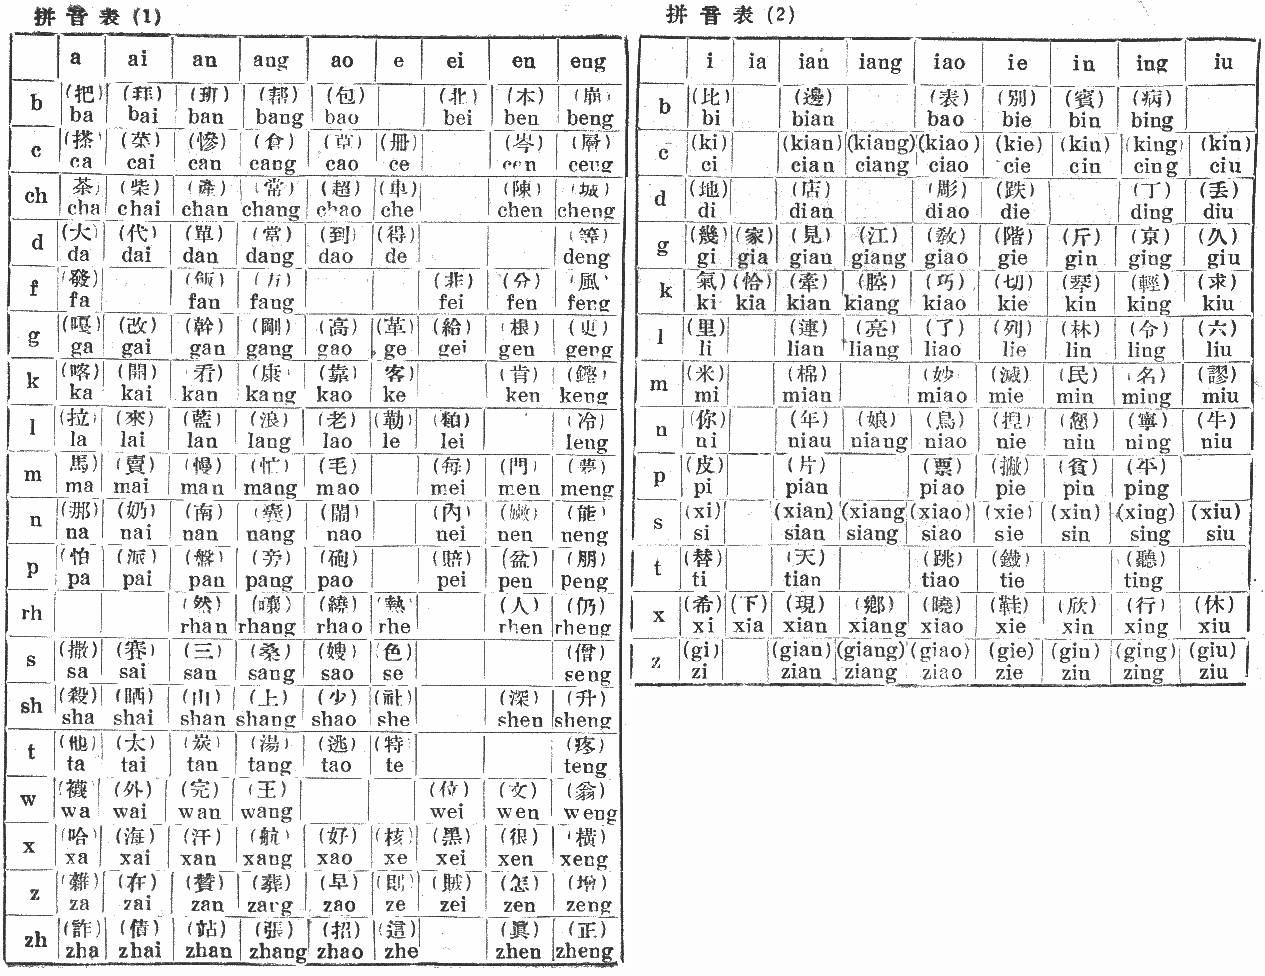 拼音表 (1)
a ai an ang ao e ei en eng
b (把) (拜) (班) (幫) (包) (北) (本) (崩)
ba bai ban bang bao bei ben beng
c (搽) (菜) (慘) (倉) (草) (册) (岑) (層)
ca cai can cang cao ce cen ceng
ch 茶) (柴) (產) (常) (超) (車) (陳) (城)
cha chai chan chang chao che chen cheng
d (大) (代) (單) (當) (到) (得) (等)
da dai dan dang dao de deng
f (發) (飯) (方) (非) (分) (風)
fa fan fang fei fen feng
g (嘎) (改) (幹) (剛) (高) (革) (給) (根) (更)
ga gai gan gang gao ge gei gen geng
k (喀) (開) 看) (康) (靠) 客) (肯) (鏗)
ka kai kan kang kao ke ken keng
l (拉) (來) (藍) (浪) (老) (勒) (冷)
la lai lan lang lao le lei leng
m 馬) (賣) (慢) (忙) (毛) (每) (門) (夢)
ma mai man mang mao mei men meng
n (那) (奶) (南) (囊) (鬧) (內) (嫩) (能)
na nai nan nang nao nei nen neng
p (怕) (派) (盤) (旁) (砲) (賠) (盆) (朋)
pa pai pan pang pao pei pen peng
rh (然) (嚷) (繞) (熱) (人) (仍)
rhan rhang rhao rhe rhen rheng
s (撒) (賽) (三) (桑) (嫂) (色) (僧)
sa sai san sang sao se seng
sh (殺) (晒) (山) (上) (少) (社) (深) (升)
sha shai shan shang shao she shen sheng
t (他) (太) (炭) (湯) (逃) (特) (疼)
ta tai tan tang tao te teng
w (襪) (外) (完) (王) (位) (文) (翁)
wa wai wan wang wei wen weng
x (哈) (海) (汗) (航) (好) (核) (黑) (很) (橫)
xa xai xan xang xao xe xei xen xeng
z (雜) (在) (贊) (葬) (早) (則) (賊) (怎) (增)
za zai zan zang zao ze zei zen zeng
zh (詐) (債) (站) (張) (招) (這) (眞) (正)
zha zhai zhan zhang zhao zhe zhen zheng
拼音表 (2)
i ia ian iang iao ie in ing iu
b (比) (邊) (表) (別) (賓) (病)
bi bian bao bie bin bing
c (ki) (kian) (kiang) (kiao) (kie) (kin) (king) (kin)
ci cian ciang ciao cie cin cing ciu
d (地) (店) (彫) (跌) (丁) (丟)
di dian diao die ding diu
g (幾) (家) (見) (江) (敎) (階) (斤) (京) (久)
gi gia gian giang giao gie gin ging giu
k 氣) (恰) (牽) (腔) (巧) (切) (琴) (輕) (求)
ki kia kian kiang kiao kie kin king kiu
l (里) (連) (亮) (了) (列) (林) (令) (六)
li lian liang liao lie lin ling liu
m (米) (棉) (妙) (滅) (民) (名) (謬)
mi mian miao mie min ming miu
n (你) (年) (娘) (鳥) (捏) (您) (寧) (牛)
ni nian niang niao nie nin ning niu
p (皮) (片) (票) (撇) (貧) (平)
pi pian piao pie pin ping
s (xi) (xian) (xiang) (xiao) (xie) (xin) (xing) (xiu)
si sian siang siao sie sin sing siu
t (替) (天) (跳) (鐵) (聽)
ti tian tiao tie ting
x (希) (下) (現) (鄉) (曉) (鞋) (欣) (行) (休)
xi xia xian xiang xiao xie xin xing xiu
z (gi) (gian) (giang) (giao) (gie) (gin) (ging) (giu)
zi zian ziang ziao zie zin zing ziu